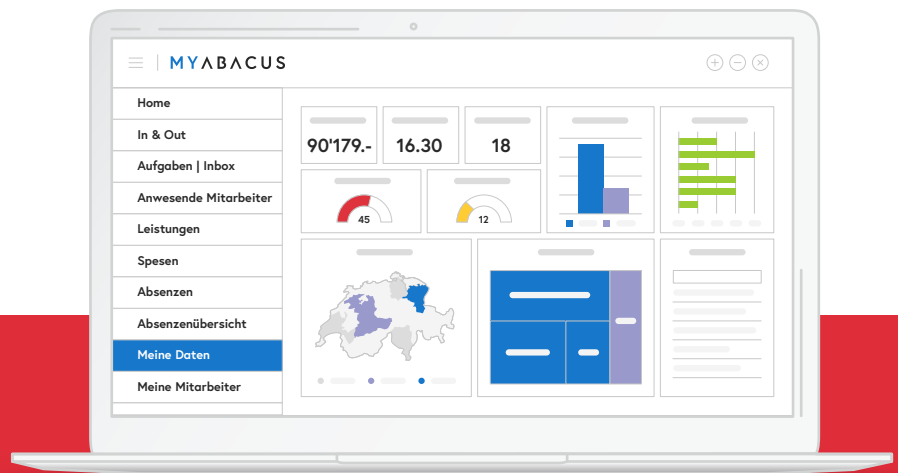 MYABACUS
Home
In & Out
Aufgaben | Inbox
Anwesende Mitarbeiter
Leistungen
Spesen
Absenzen
Absenzenübersicht
Meine Daten
Meine Mitarbeiter
90'179.-
16.30
18
45
12